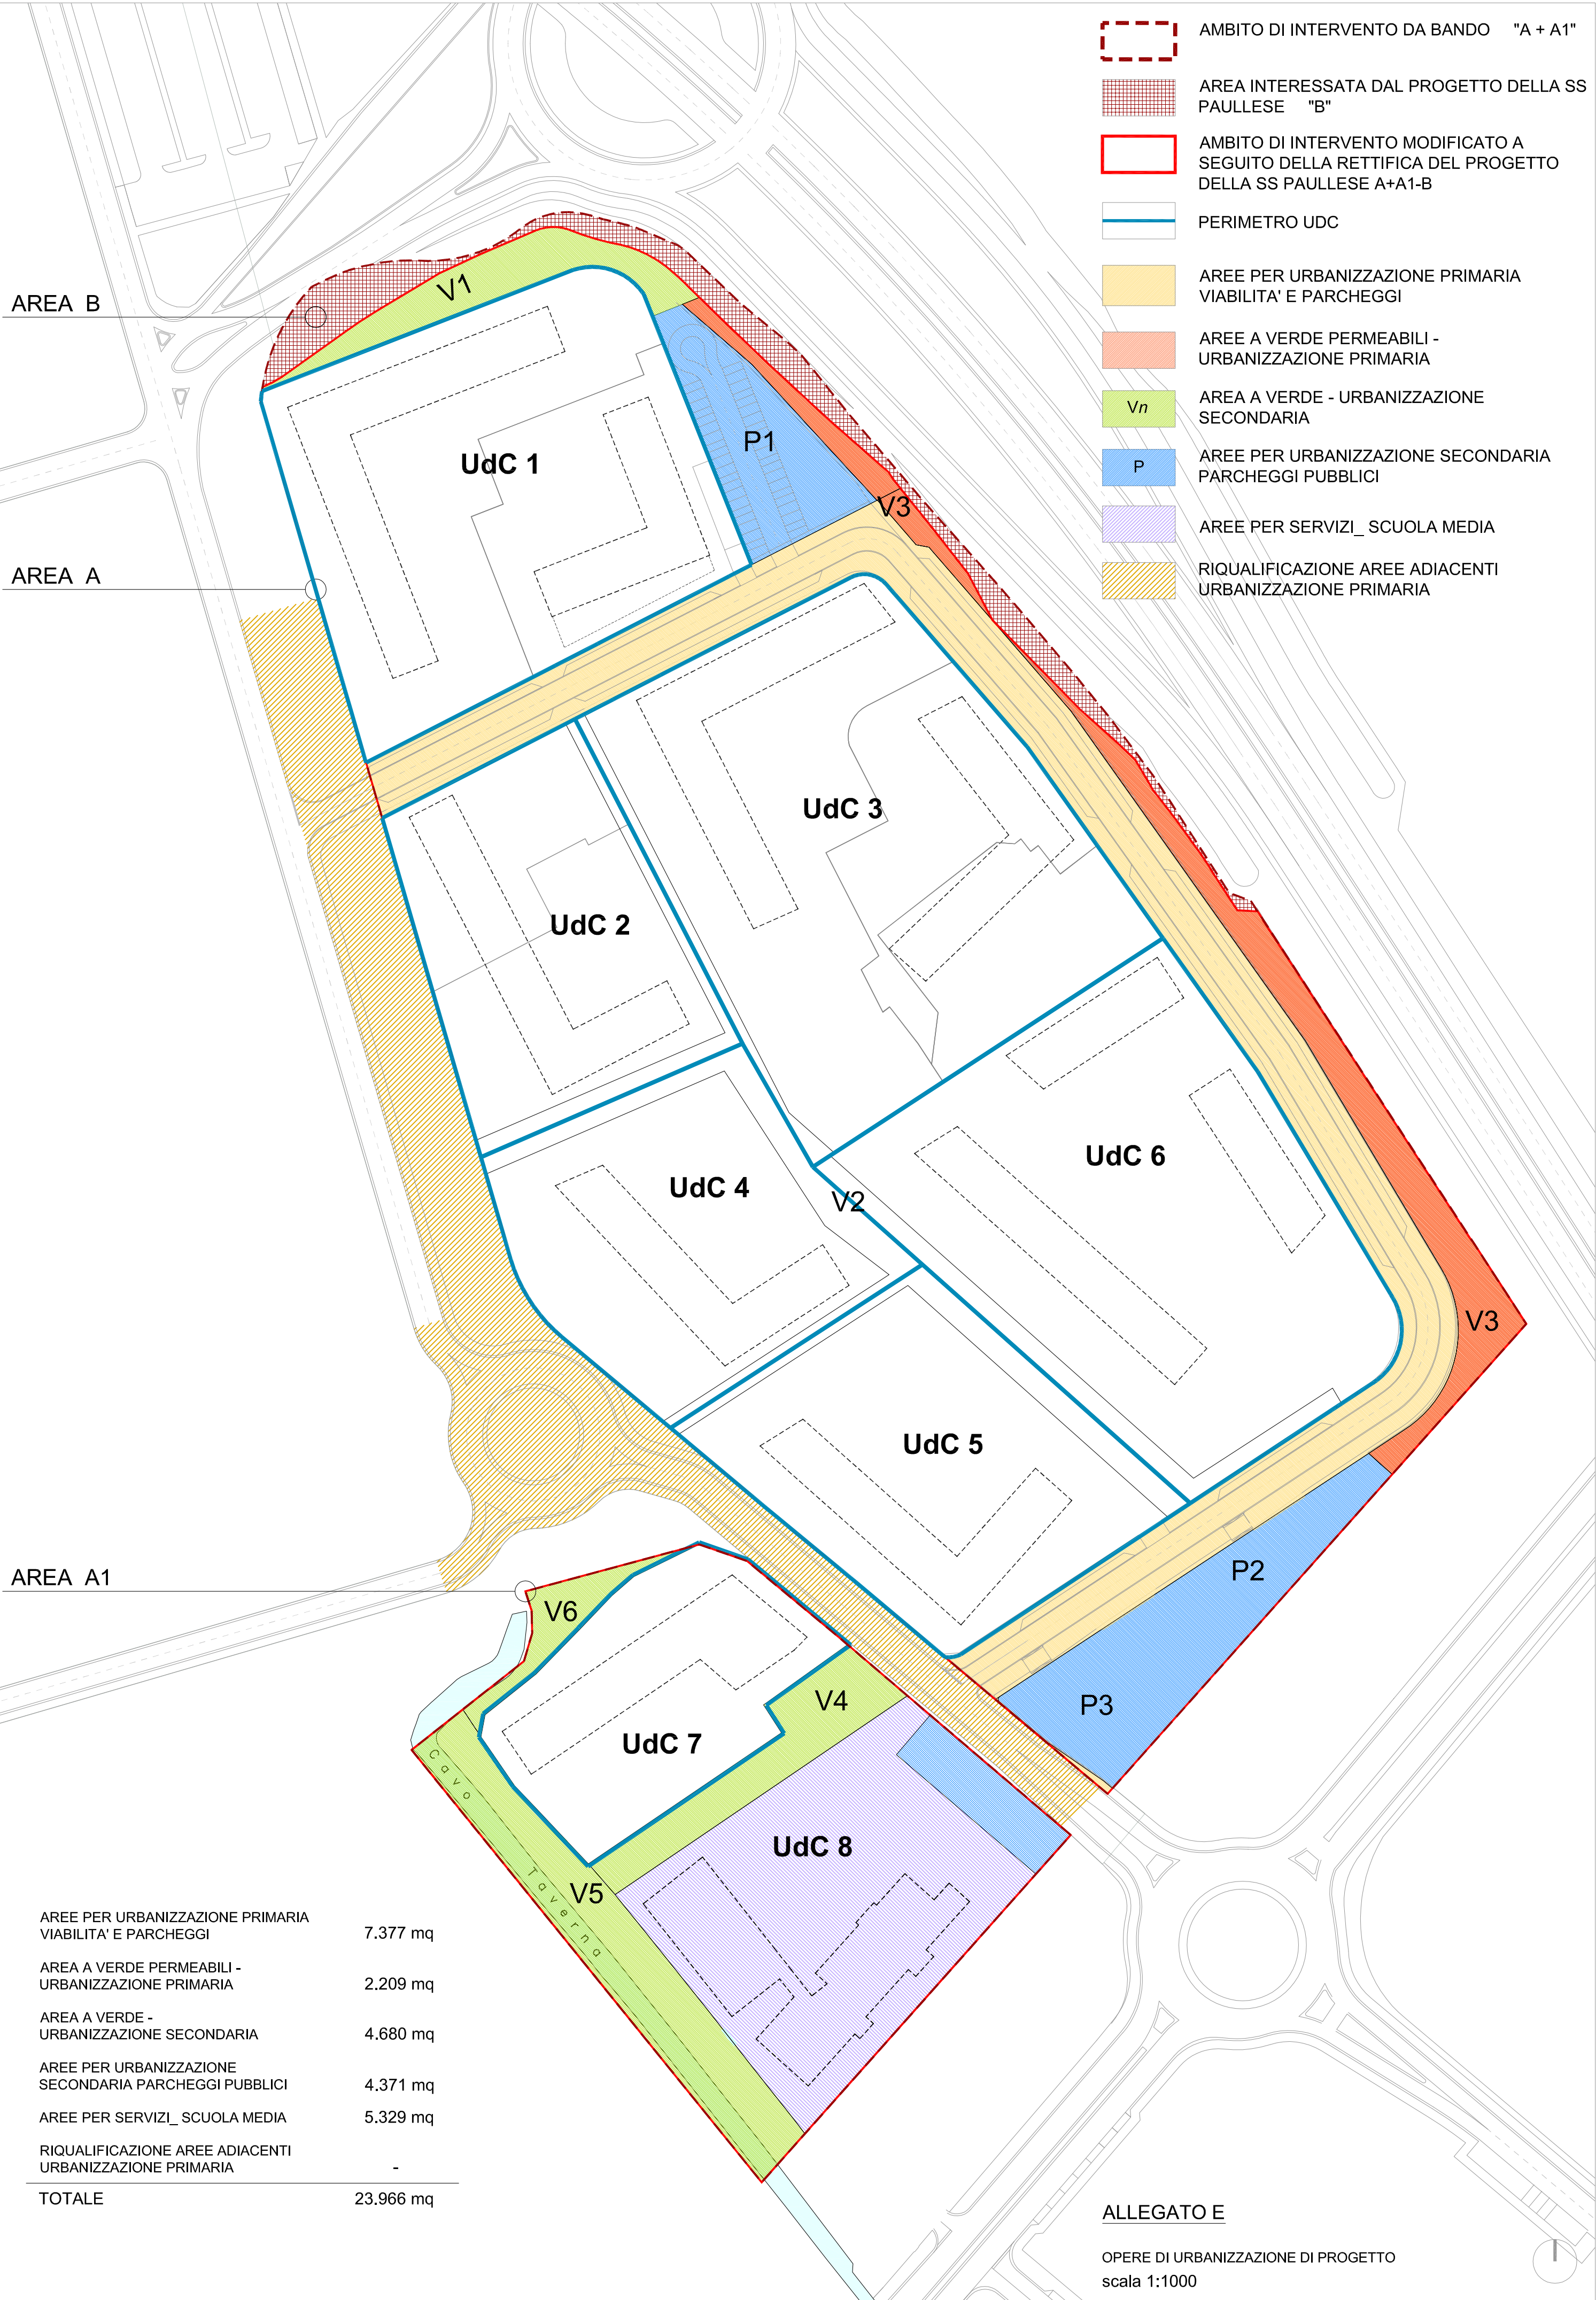 AMBITO DI INTERVENTO DA BANDO "A + A1"
AREA INTERESSATA DAL PROGETTO DELLA SS
PAULLESE "B"
AMBITO DI INTERVENTO MODIFICATO A
SEGUITO DELLA RETTIFICA DEL PROGETTO
DELLA SS PAULLESE A+A1-B
PERIMETRO UDC
AREE PER URBANIZZAZIONE PRIMARIA
VIABILITA' E PARCHEGGI
AREE A VERDE PERMEABILI -
URBANIZZAZIONE PRIMARIA
Vn
AREA A VERDE - URBANIZZAZIONE
SECONDARIA
P
AREE PER URBANIZZAZIONE SECONDARIA
PARCHEGGI PUBBLICI
AREE PER SERVIZI_ SCUOLA MEDIA
RIQUALIFICAZIONE AREE ADIACENTI
URBANIZZAZIONE PRIMARIA
AREA B
V1
P1
UdC 1
V3
AREA A
UdC 3
UdC 2
UdC 6
UdC 4
V2
V3
UdC 5
P2
AREA A1
V6
V4
P3
UdC 7
Cavo Taverna
UdC 8
V5
AREE PER URBANIZZAZIONE PRIMARIA
VIABILITA' E PARCHEGGI 7.377 mq
AREA A VERDE PERMEABILI -
URBANIZZAZIONE PRIMARIA 2.209 mq
AREA A VERDE -
URBANIZZAZIONE SECONDARIA 4.680 mq
AREE PER URBANIZZAZIONE
SECONDARIA PARCHEGGI PUBBLICI 4.371 mq
AREE PER SERVIZI_ SCUOLA MEDIA 5.329 mq
RIQUALIFICAZIONE AREE ADIACENTI
URBANIZZAZIONE PRIMARIA -
TOTALE 23.966 mq
ALLEGATO E
OPERE DI URBANIZZAZIONE DI PROGETTO
scala 1:1000